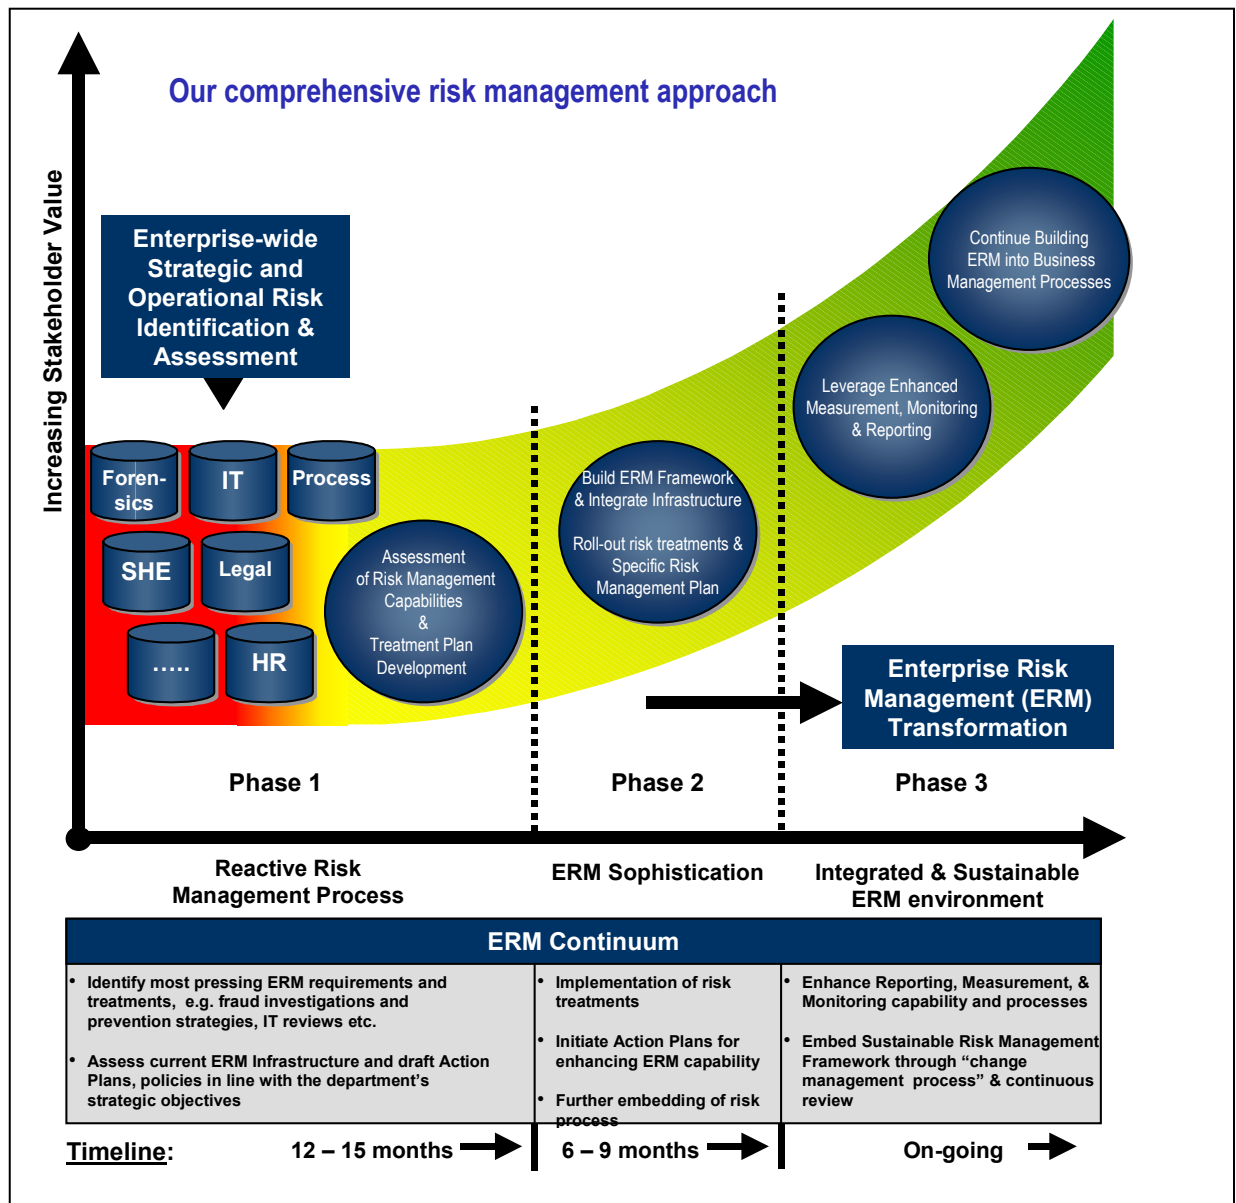 Our comprehensive risk management approach
Increasing Stakeholder Value
Enterprise-wide
Strategic and
Operational Risk
Identification &
Assessment
Foren-
sics
IT
Process
SHE
Legal
.....
HR
Assessment
of Risk Management
Capabilities
&
Treatment Plan
Development
Build ERM Framework
& Integrate Infrastructure
Roll-out risk treatments &
Specific Risk
Management Plan
Leverage Enhanced
Measurement, Monitoring
& Reporting
Continue Building
ERM into Business
Management Processes
Enterprise Risk
Management (ERM)
Transformation
Phase 1
Phase 2
Phase 3
Reactive Risk
Management Process
ERM Sophistication
Integrated & Sustainable
ERM environment
ERM Continuum
• Identify most pressing ERM requirements and
treatments, e.g. fraud investigations and
prevention strategies, IT reviews etc.
• Assess current ERM Infrastructure and draft Action
Plans, policies in line with the department's
strategic objectives
• Implementation of risk
treatments
• Initiate Action Plans for
enhancing ERM capability
• Further embedding of risk
process
• Enhance Reporting, Measurement, &
Monitoring capability and processes
• Embed Sustainable Risk Management
Framework through “change
management process” & continuous
review
Timeline:
12 – 15 months
6 – 9 months
On-going